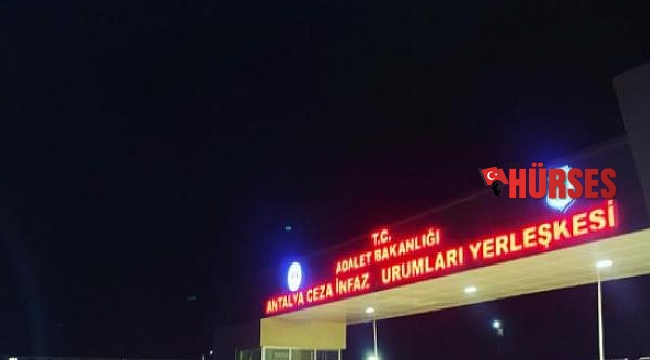 HÜRSES
T.C.
ADALET BAKANLIĞI
ANTALYA CEZA İNFAZ URUMLARI YERLEŞKESİ